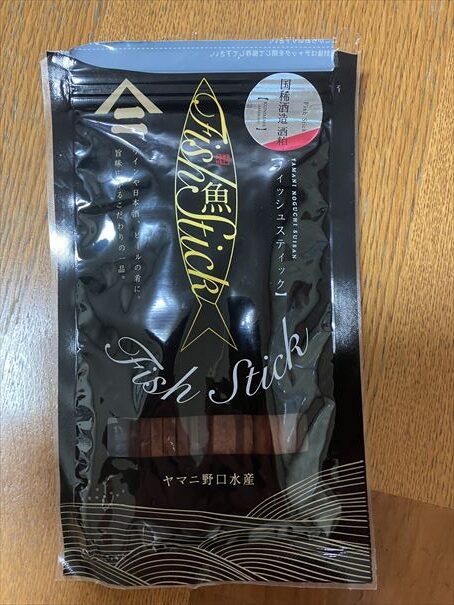 Fish Stick
魚
Fish Stick
国稀酒造酒粕
YAMANI NOGUCHI SUISAN
フィッシュスティック】
日本酒、ビールの肴に、
こだわりの一品。
Fish Stick
ヤマニ野口水産